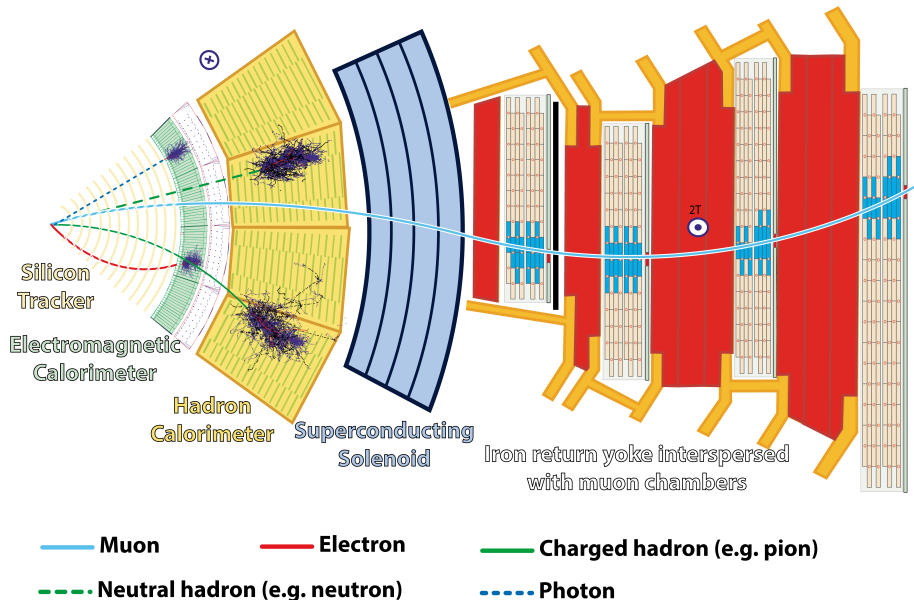 2T
Silicon
Tracker
Electromagnetic
Calorimeter
Hadron
Calorimeter
Superconducting
Solenoid
Iron return yoke interspersed
with muon chambers
Muon
Electron
Charged hadron (e.g. pion)
Neutral hadron (e.g. neutron)
Photon